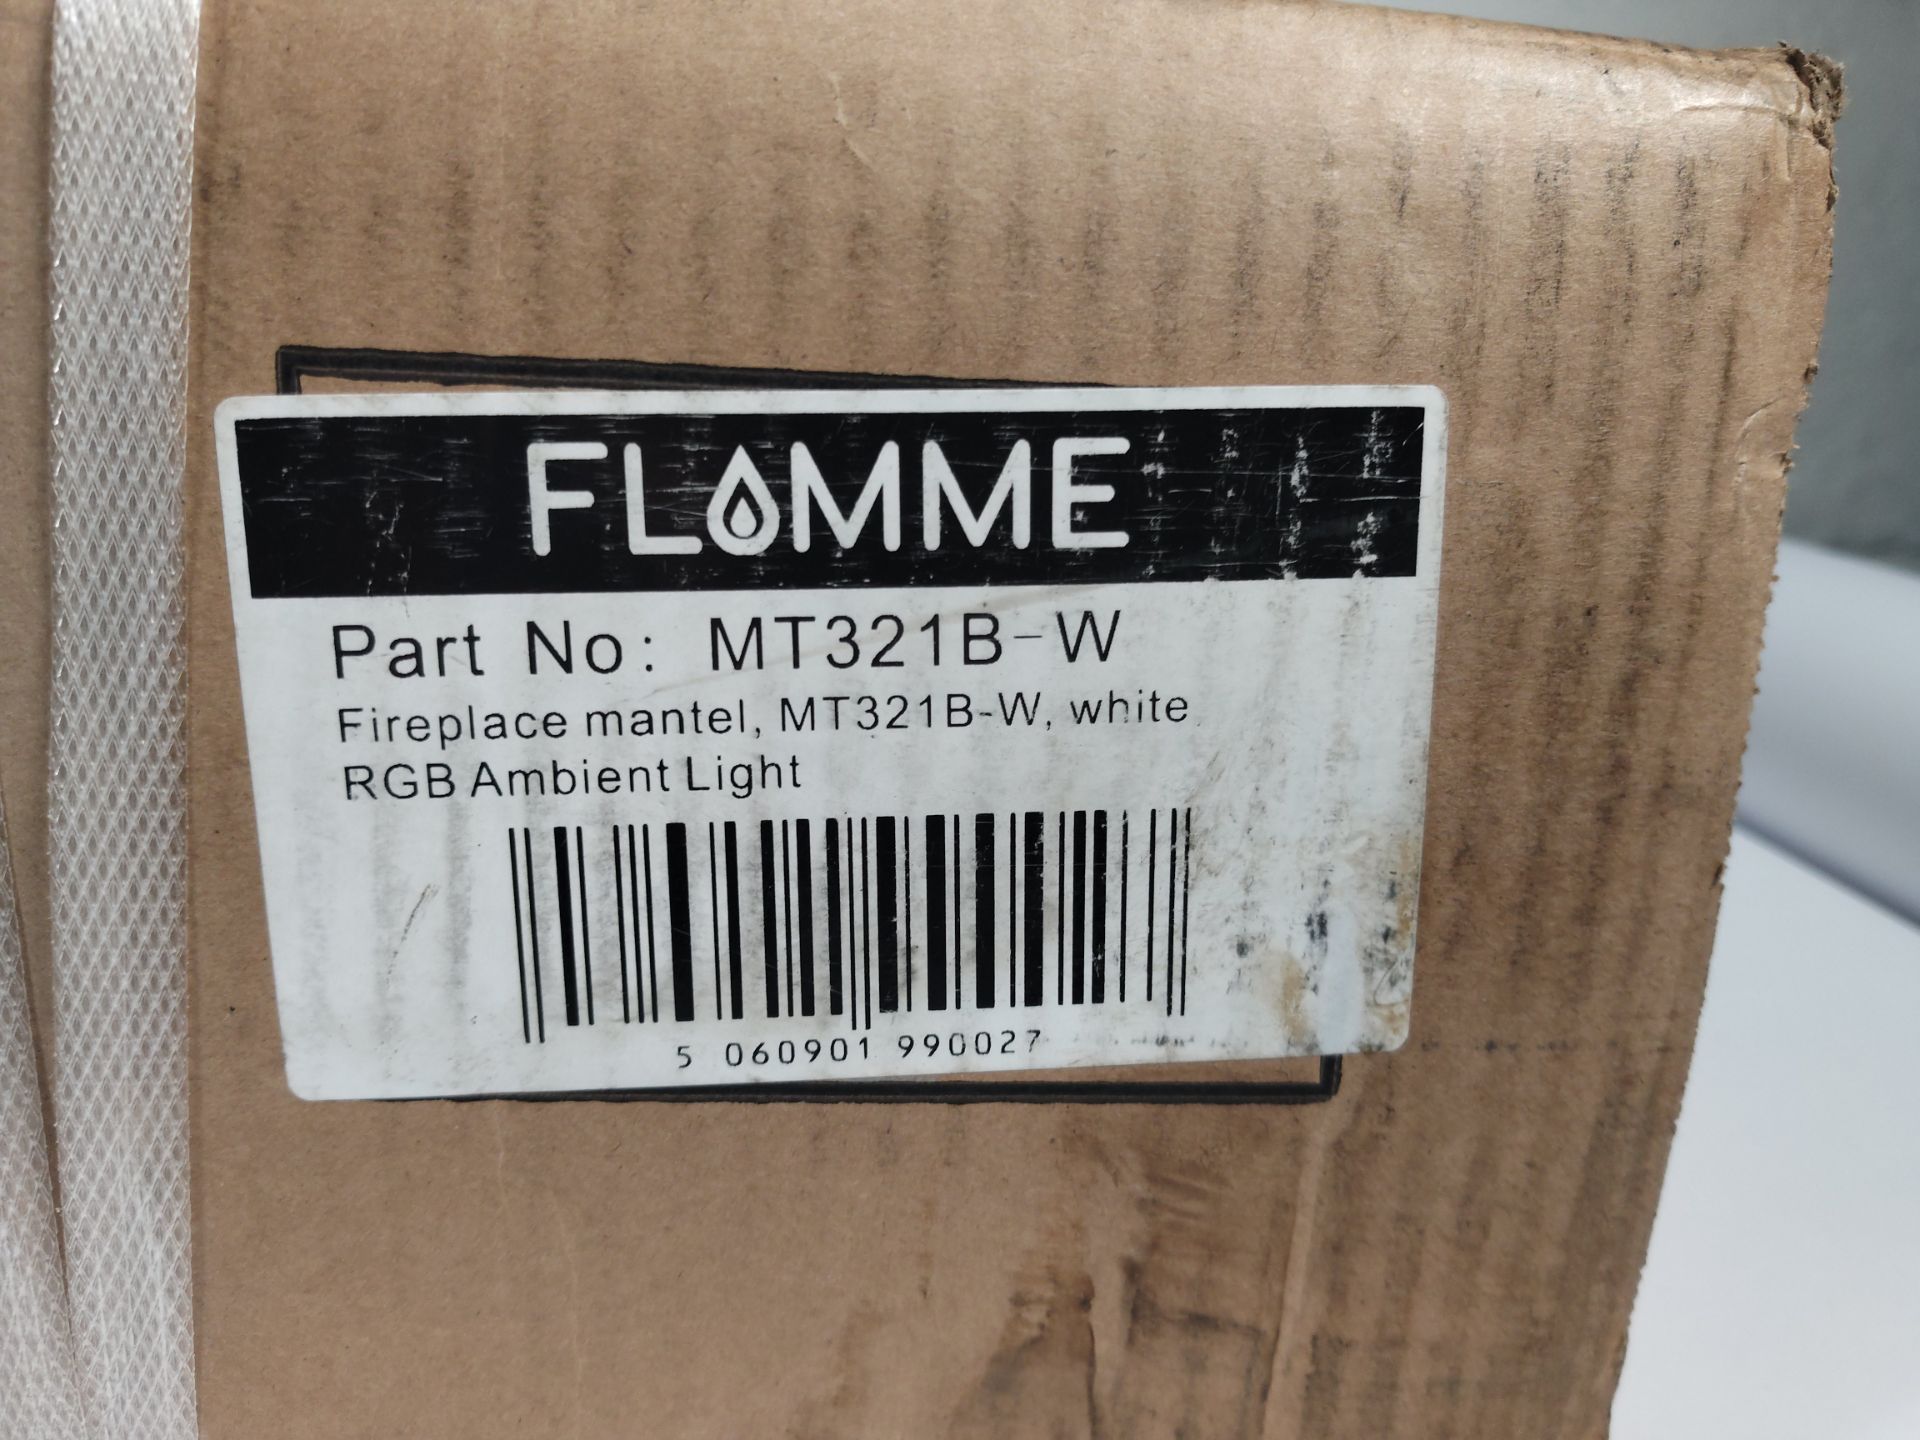 FLAMME
Part No: MT321B-W
Fireplace mantel, MT321B-W, white
RGB Ambient Light
5 060901 990027